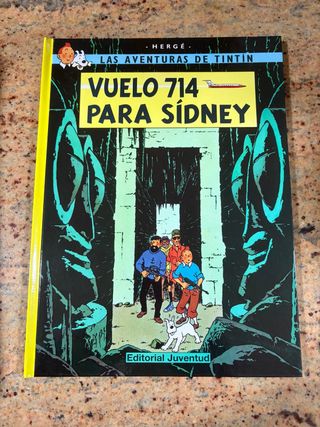 - HERGÉ -
LAS AVENTURAS DE TINTÍN
VUELO 714
PARA SÍDNEY
Editorial Juventud